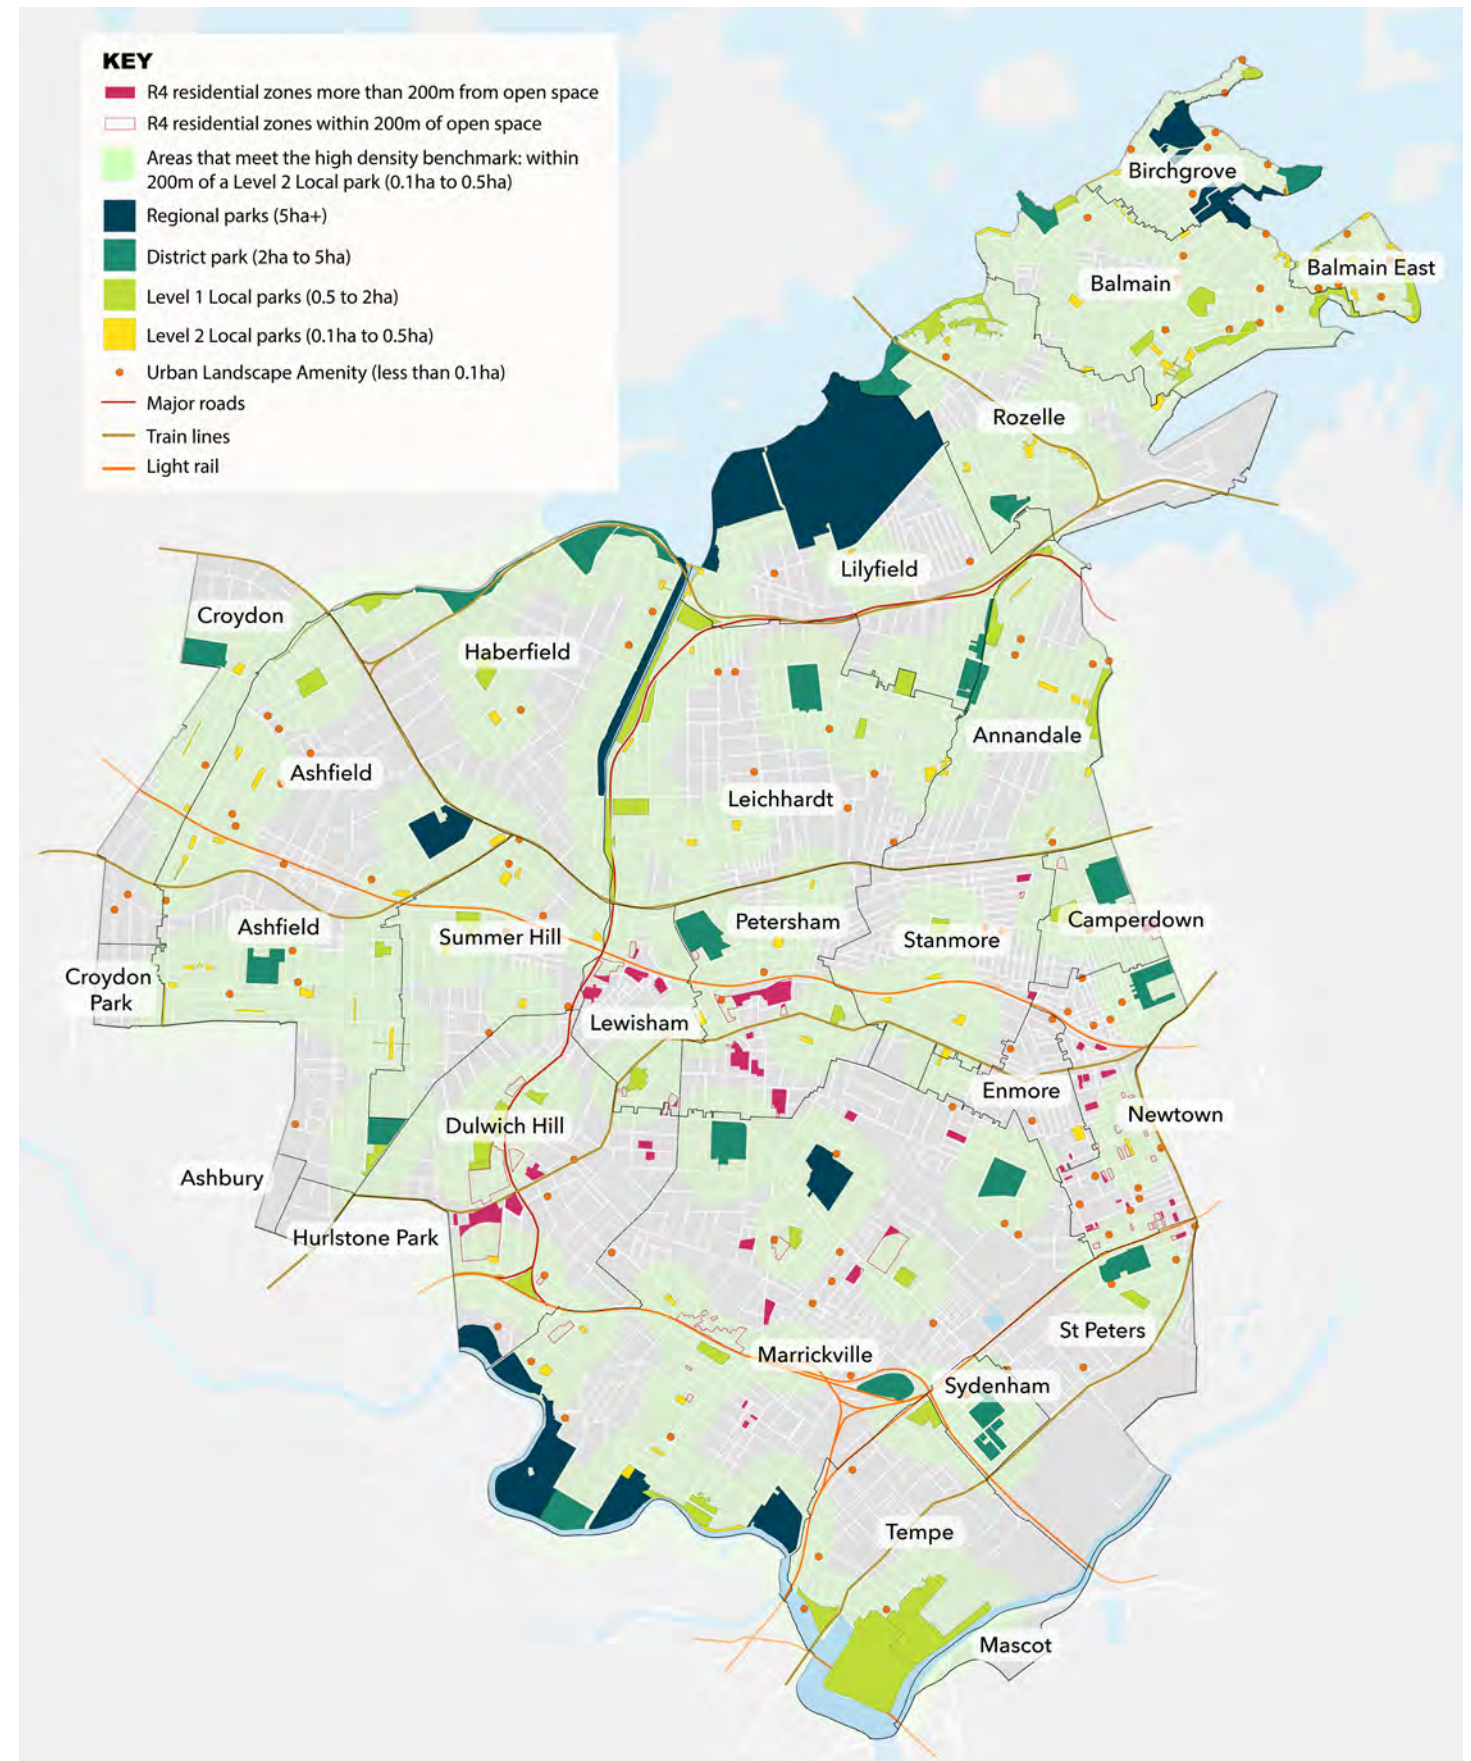 KEY
R4 residential zones more than 200m from open space
R4 residential zones within 200m of open space
Areas that meet the high density benchmark: within
200m of a Level 2 Local park (0.1ha to 0.5ha)
Regional parks (5ha+)
District park (2ha to 5ha)
Level 1 Local parks (0.5 to 2ha)
Level 2 Local parks (0.1ha to 0.5ha)
Urban Landscape Amenity (less than 0.1ha)
Major roads
Train lines
Light rail
Birchgrove
Balmain East
Balmain
Rozelle
Lilyfield
Croydon
Haberfield
Annandale
Ashfield
Leichhardt
Camperdown
Petersham
Ashfield
Summer Hill
Stanmore
Croydon
Park
Lewisham
Enmore
Newtown
Dulwich Hill
Ashbury
Hurlstone Park
St Peters
Marrickville
Sydenham
Tempe
Mascot